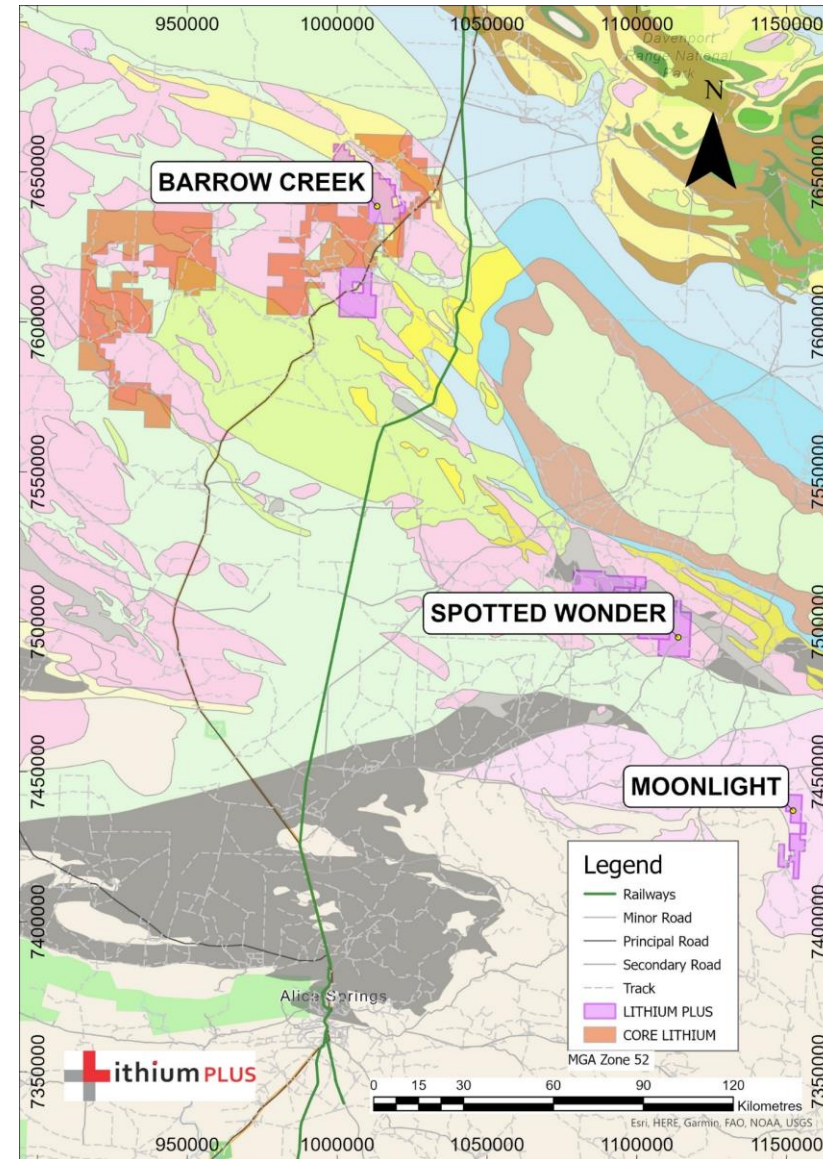 950000 1000000 1050000 1100000 1150000
Davenport
Range National
Park
N
7650000 7650000
BARROW CREEK
7600000 7600000
7550000 7550000
SPOTTED WONDER
7500000 7500000
MOONLIGHT
7450000 7450000
Legend
Railways
Minor Road
Principal Road
Secondary Road
Track
LITHIUM PLUS
CORE LITHIUM
7400000 7400000
Alice Springs
MGA Zone 52
Lithium PLUS
7350000 7350000
0 15 30 60 90 120
Kilometres
Esri, HERE, Garmin, FAO, NOAA, USGS
950000 1000000 1050000 1100000 1150000